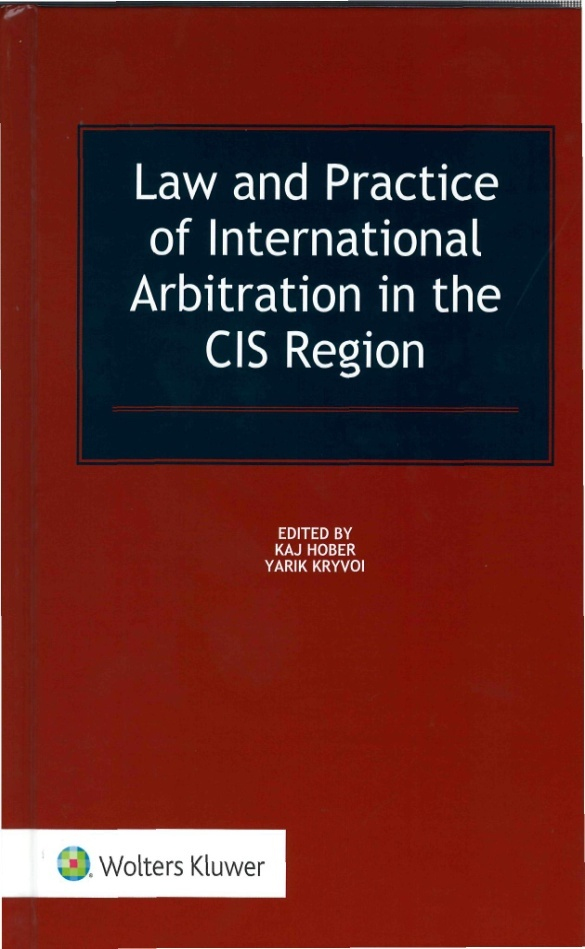 Law and Practice
of International
Arbitration in the
CIS Region
EDITED BY
KAJ HOBER
YARIK KRYVOI
Wolters Kluwer